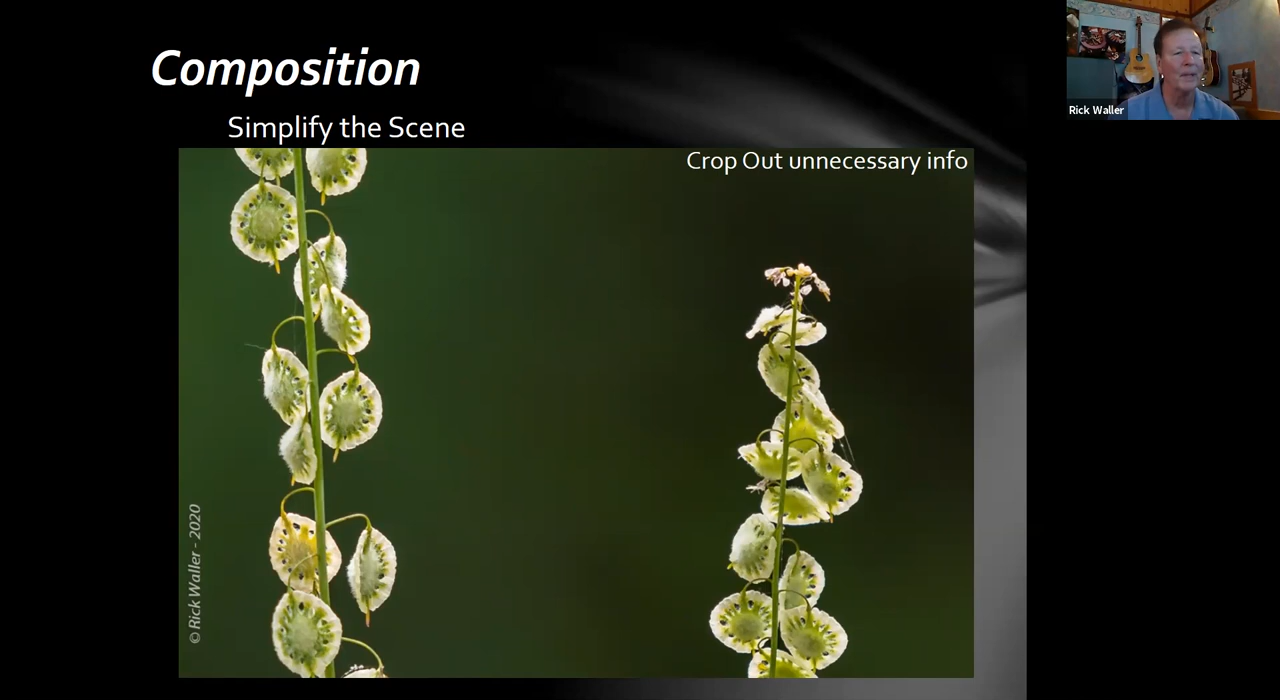 Composition
Simplify the Scene
Crop Out unnecessary info
© Rick Waller - 2020
Rick Waller